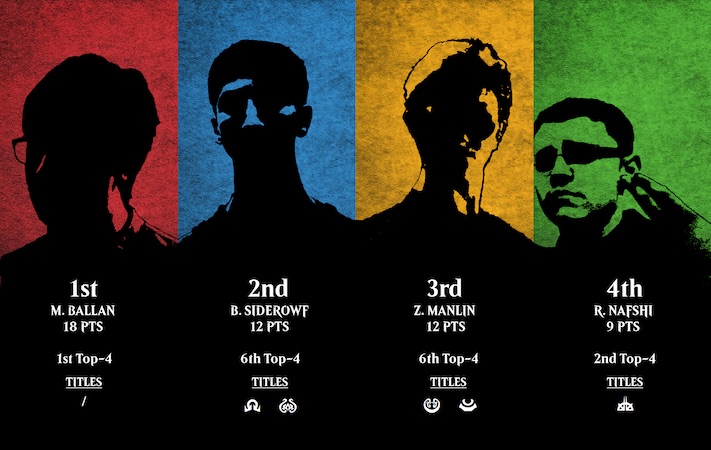 1st
M. BALLAN
18 PTS
1st Top-4
TITLES
/
2nd
B. SIDEROWF
12 PTS
6th Top-4
TITLES
3rd
Z. MANLIN
12 PTS
6th Top-4
TITLES
4th
R. NAFSHI
9 PTS
2nd Top-4
TITLES